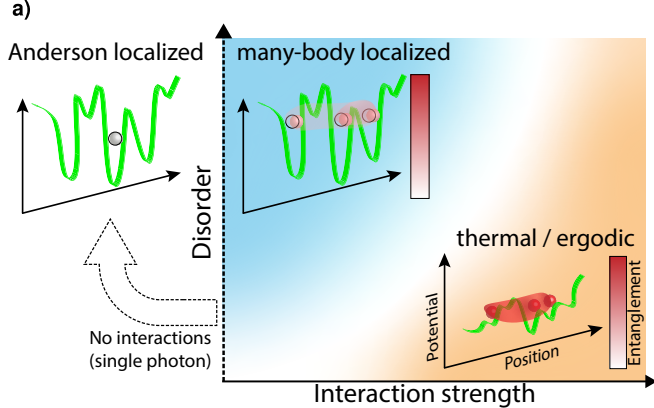 a)
Anderson localized
many-body localized
Disorder
thermal / ergodic
Potential
Position
Entanglement
No interactions
(single photon)
Interaction strength